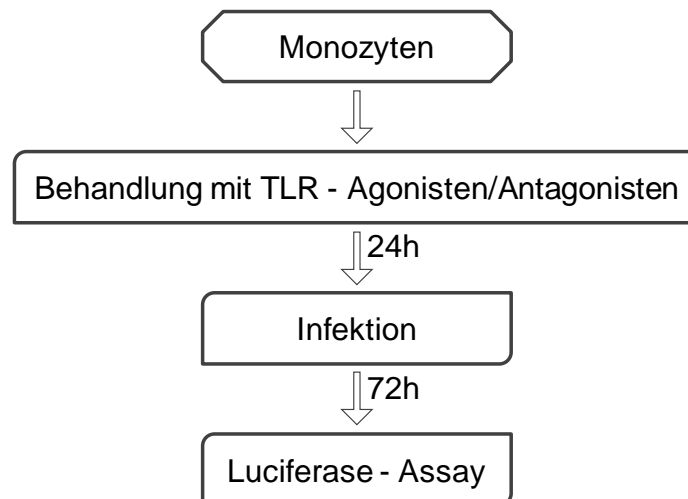 Monozyten
Behandlung mit TLR - Agonisten/Antagonisten
24h
Infektion
72h
Luciferase - Assay